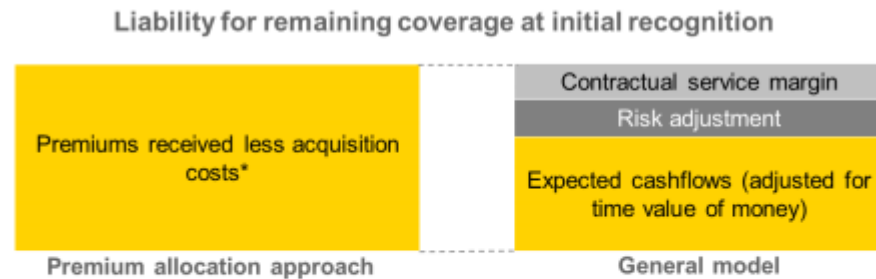 Liability for remaining coverage at initial recognition
Premiums received less acquisition
costs*
Premium allocation approach
Contractual service margin
Risk adjustment
Expected cashflows (adjusted for
time value of money)
General model